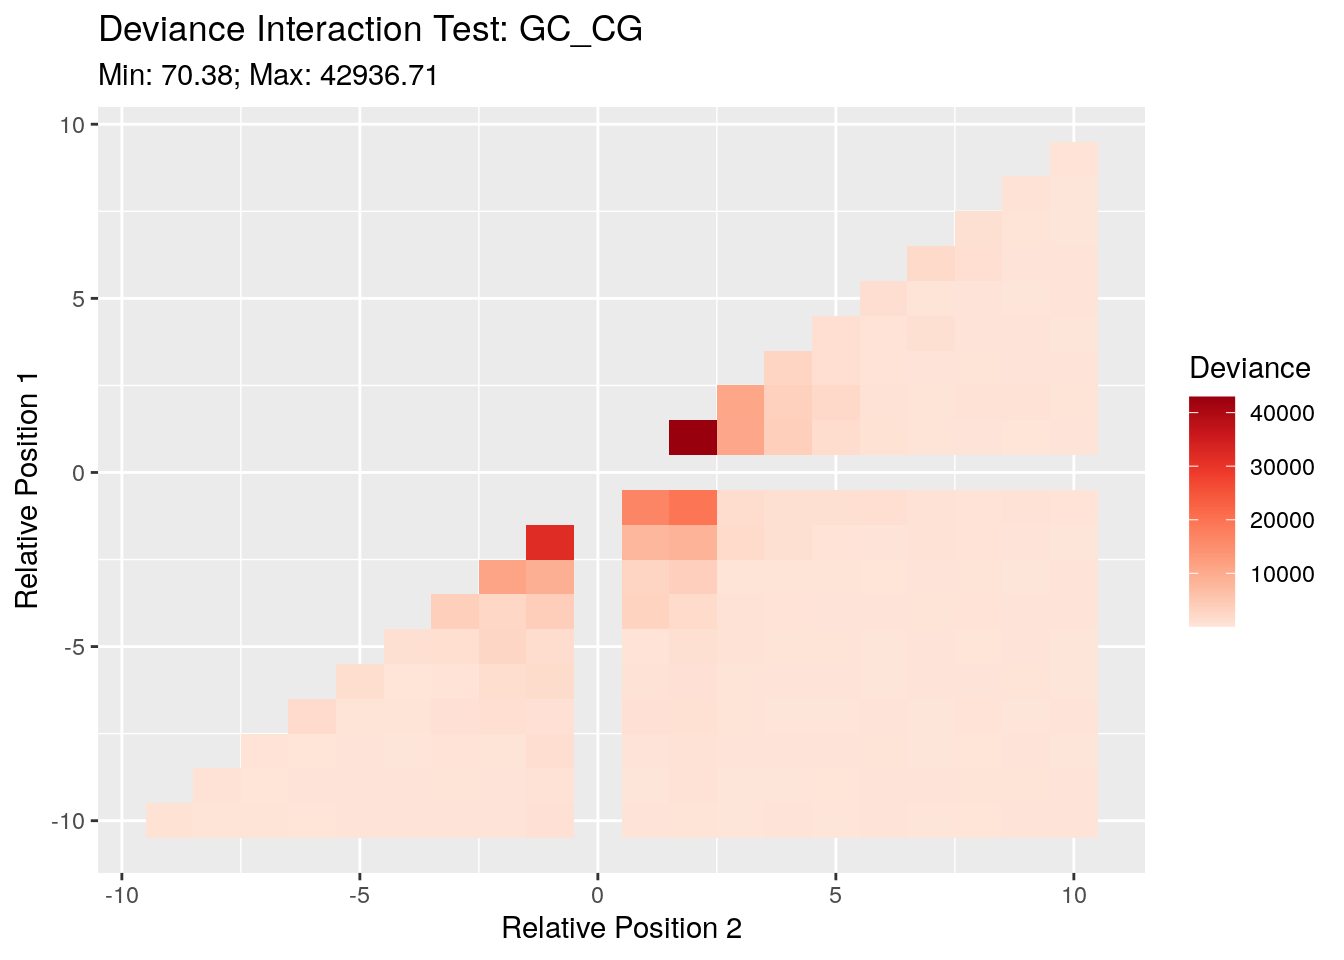 Deviance Interaction Test: GC_CG
Min: 70.38; Max: 42936.71
10
5
0
-5
-10
Relative Position 1
-10
-5
0
5
10
Relative Position 2
Deviance
40000
30000
20000
10000